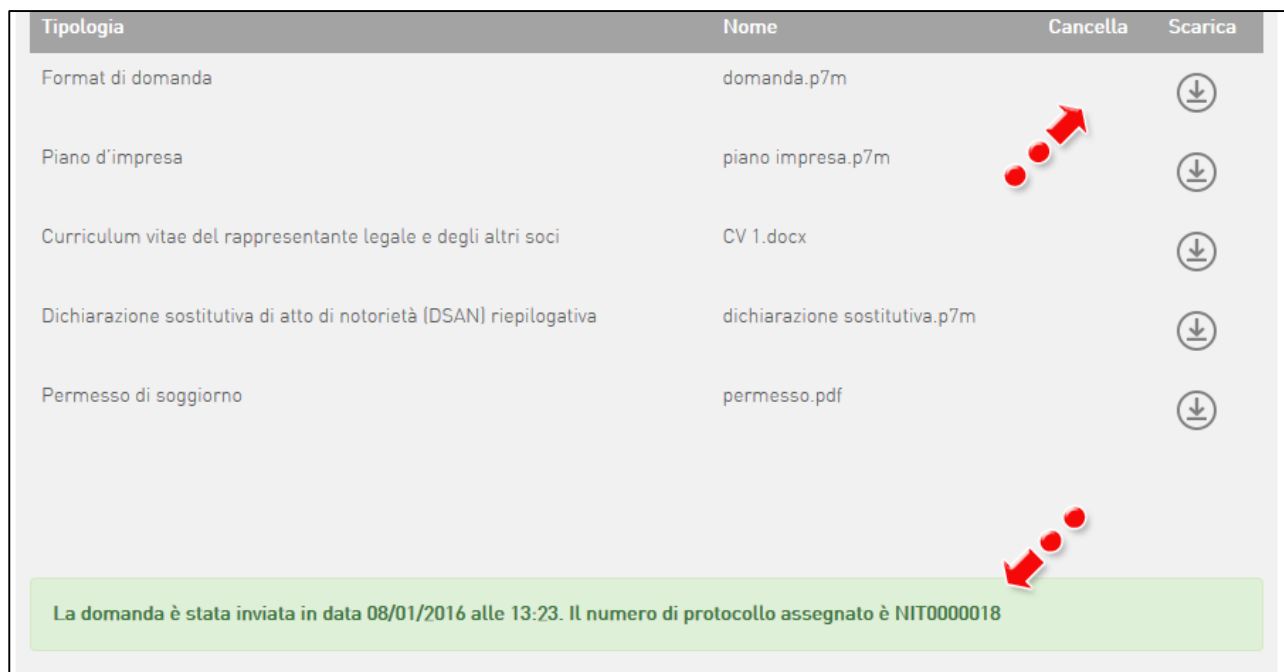 Tipologia Nome Cancella Scarica
Format di domanda domanda.p7m
Piano d'impresa piano impresa.p7m
Curriculum vitae del rappresentante legale e degli altri soci CV 1.docx
Dichiarazione sostitutiva di atto di notorietà (DSAN) riepilogativa dichiarazione sostitutiva.p7m
Permesso di soggiorno permesso.pdf
La domanda è stata inviata in data 08/01/2016 alle 13:23. Il numero di protocollo assegnato è NIT0000018